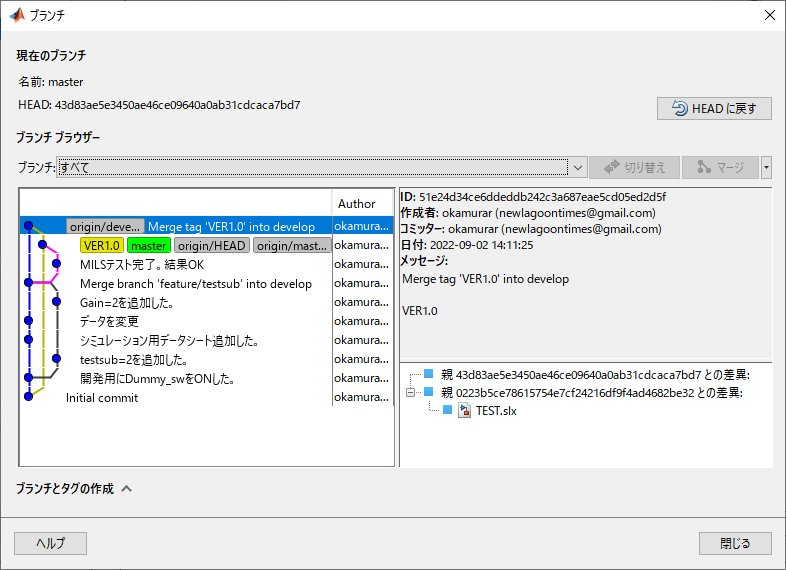 ブランチ
現在のブランチ
名前: master
HEAD: 43d83ae5e3450ae46ce09640a0ab31cdcaca7bd7
HEAD に戻す
ブランチ ブラウザー
ブランチ: すべて 切り替え マージ
Author
origin/deve... Merge tag 'VER1.0' into develop okamura...
VER1.0 master origin/HEAD origin/mast... okamura...
MILSテスト完了。結果OK okamura...
Merge branch 'feature/testsub' into develop okamura...
Gain=2を追加した。 okamura...
データを変更 okamura...
シミュレーション用データシート追加した。 okamura...
testsub=2を追加した。 okamura...
開発用にDummy_swをONした。 okamura...
Initial commit okamura...
ID: 51e24d34ce6ddeddb242c3a687eae5cd05ed2d5f
作成者: okamurar (newlagoontimes@gmail.com)
コミッター: okamurar (newlagoontimes@gmail.com)
日付: 2022-09-02 14:11:25
メッセージ:
Merge tag 'VER1.0' into develop
VER1.0
親 43d83ae5e3450ae46ce09640a0ab31cdcaca7bd7 との差異:
親 0223b5ce78615754e7cf24216df9f4ad4682be32 との差異:
TEST.slx
ブランチとタグの作成
ヘルプ
閉じる